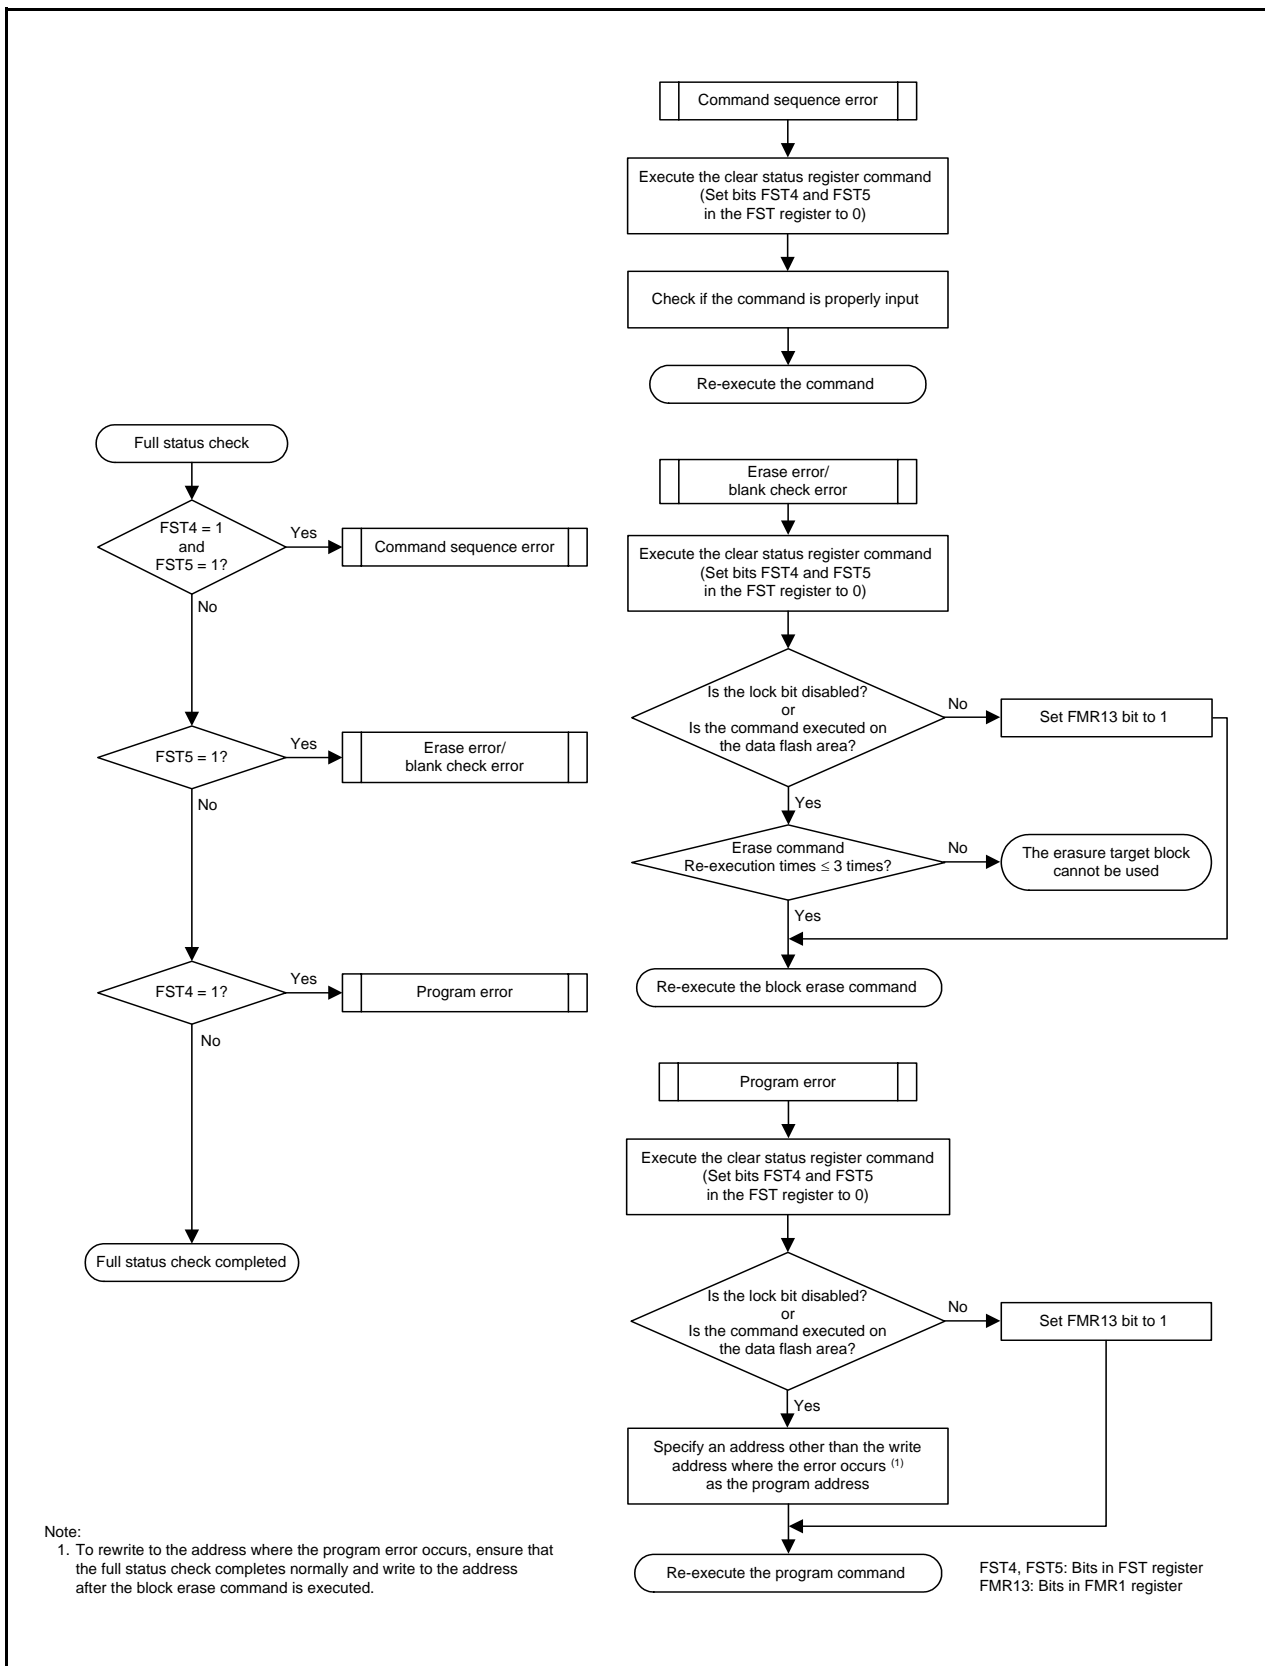 Command sequence error
Execute the clear status register command
(Set bits FST4 and FST5
in the FST register to 0)
Check if the command is properly input
Re-execute the command
Full status check
FST4 = 1
and
FST5 = 1?
Yes
Command sequence error
No
FST5 = 1?
Yes
Erase error/
blank check error
No
FST4 = 1?
Yes
Program error
No
Full status check completed
Erase error/
blank check error
Execute the clear status register command
(Set bits FST4 and FST5
in the FST register to 0)
Is the lock bit disabled?
or
Is the command executed on
the data flash area?
No
Set FMR13 bit to 1
Yes
Erase command
Re-execution times ≤ 3 times?
No
The erasure target block
cannot be used
Yes
Re-execute the block erase command
Program error
Execute the clear status register command
(Set bits FST4 and FST5
in the FST register to 0)
Is the lock bit disabled?
or
Is the command executed on
the data flash area?
No
Set FMR13 bit to 1
Yes
Specify an address other than the write
address where the error occurs (1)
as the program address
Re-execute the program command
Note:
1. To rewrite to the address where the program error occurs, ensure that
the full status check completes normally and write to the address
after the block erase command is executed.
FST4, FST5: Bits in FST register
FMR13: Bits in FMR1 register